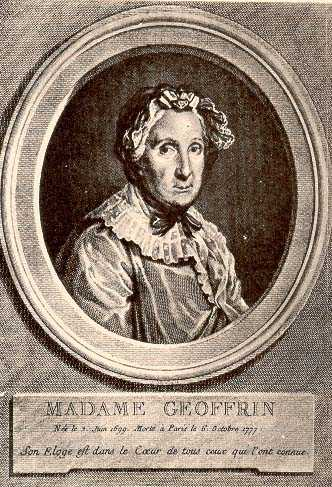 MADAME GEOFFRIN
Née le 2. Juin 1699. Morte à Paris le 6. Octobre 1777.
Son Eloge est dans le Cœur de tous ceux qui l'ont connue.